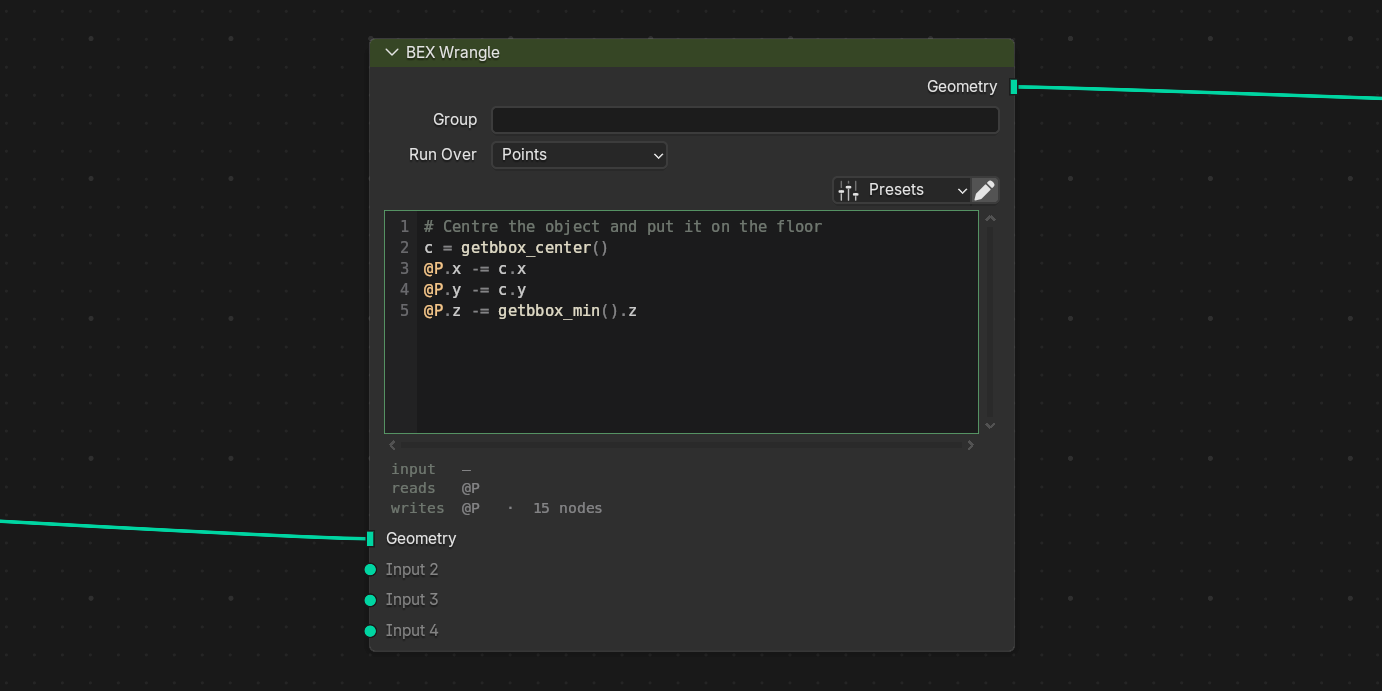 BEX Wrangle
Geometry
Group
Run Over Points
Presets
1 # Centre the object and put it on the floor
2 c = getbbox_center()
3 @P.x -= c.x
4 @P.y -= c.y
5 @P.z -= getbbox_min().z
input –
reads @P
writes @P · 15 nodes
Geometry
Input 2
Input 3
Input 4